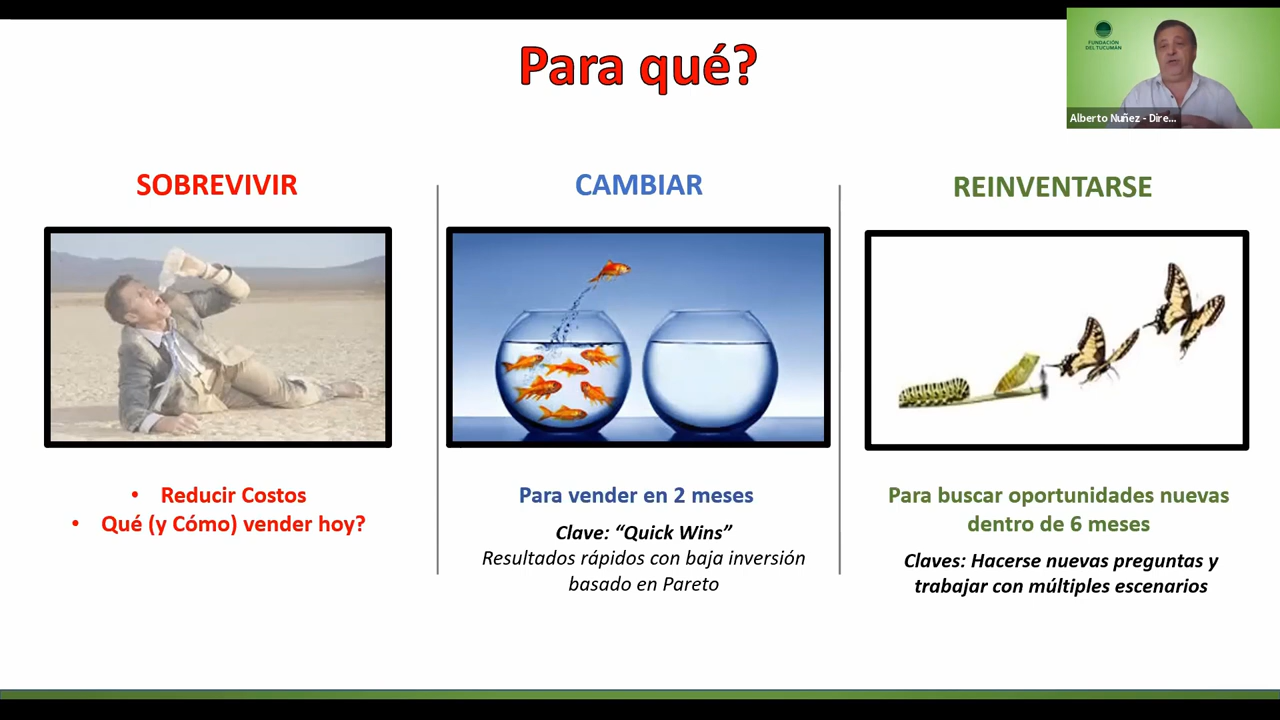 Para qué?
FUNDACIÓN
DEL TUCUMÁN
Alberto Nuñez - Dire...
SOBREVIVIR
• Reducir Costos
• Qué (y Cómo) vender hoy?
CAMBIAR
Para vender en 2 meses
Clave: “Quick Wins”
Resultados rápidos con baja inversión
basado en Pareto
REINVENTARSE
Para buscar oportunidades nuevas
dentro de 6 meses
Claves: Hacerse nuevas preguntas y
trabajar con múltiples escenarios